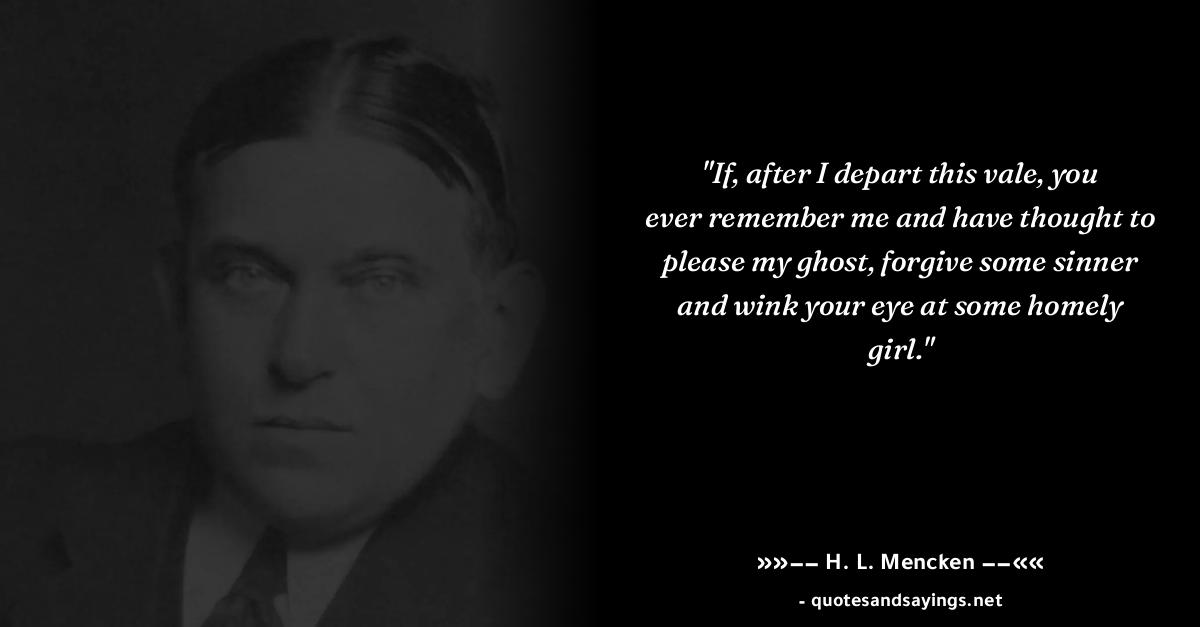 "If, after I depart this vale, you
ever remember me and have thought to
please my ghost, forgive some sinner
and wink your eye at some homely
girl."
»»—— H. L. Mencken ——««
- quotesandsayings.net